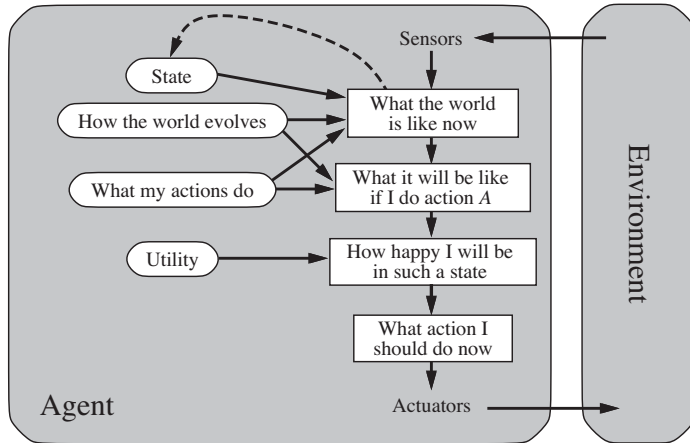 Sensors
State
What the world
is like now
How the world evolves
What it will be like
if I do action A
What my actions do
How happy I will be
in such a state
Utility
What action I
should do now
Agent
Actuators
Environment